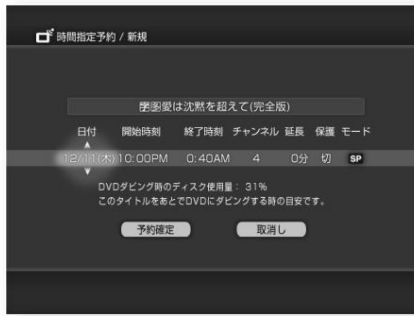 時間指定予約 / 新規
愛は沈黙を超えて(完全版)
日付 開始時刻 終了時刻 チャンネル 延長 保護 モード
12/11(木) 10:00PM 0:40AM 4 0分 切 SP
DVDダビング時のディスク使用量: 31%
このタイトルをあとでDVDにダビングする時の目安です。
予約確定 取消し